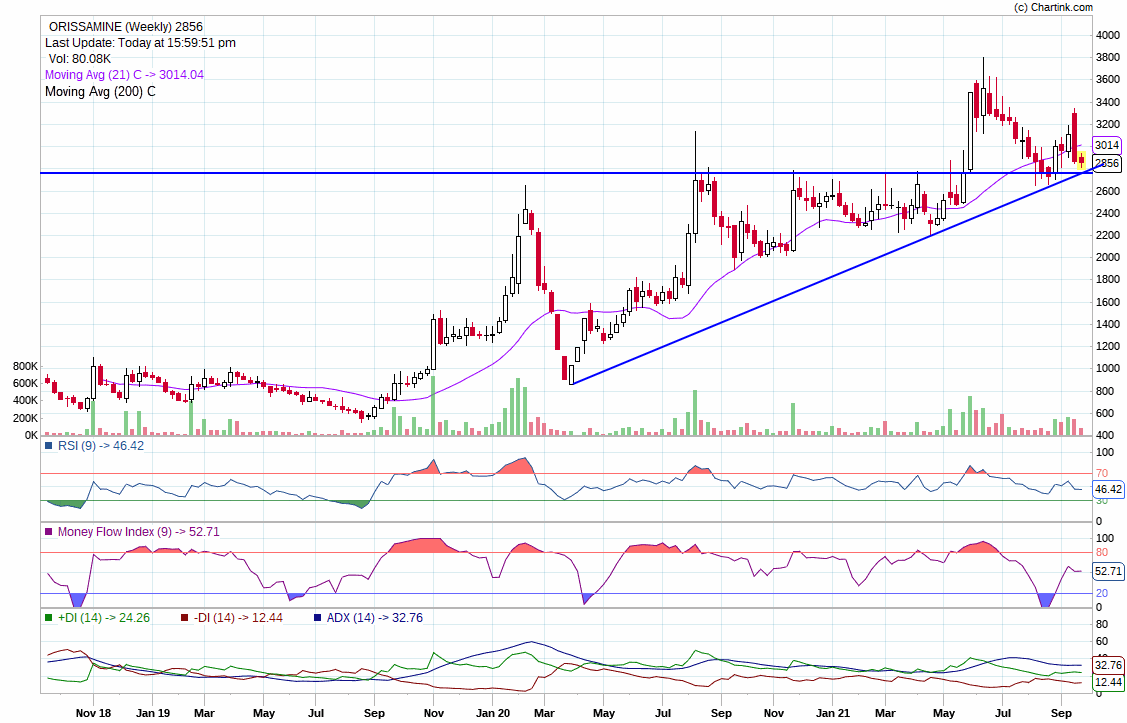 (c) Chartink.com
ORISSAMINE (Weekly) 2856
Last Update: Today at 15:59:51 pm
Vol: 80.08K
Moving Avg (21) C -> 3014.04
Moving Avg (200) C
4000
3800
3600
3400
3200
3014
2856
2600
2400
2200
2000
1800
1600
1400
1200
1000
800
600
400
800K
600K
400K
200K
0K
RSI (9) -> 46.42
100
70
46.42
30
0
Money Flow Index (9) -> 52.71
100
80
52.71
20
0
+DI (14) -> 24.26 -DI (14) -> 12.44 ADX (14) -> 32.76
80
60
40
32.76
12.44
0
Nov 18 Jan 19 Mar May Jul Sep Nov Jan 20 Mar May Jul Sep Nov Jan 21 Mar May Jul Sep